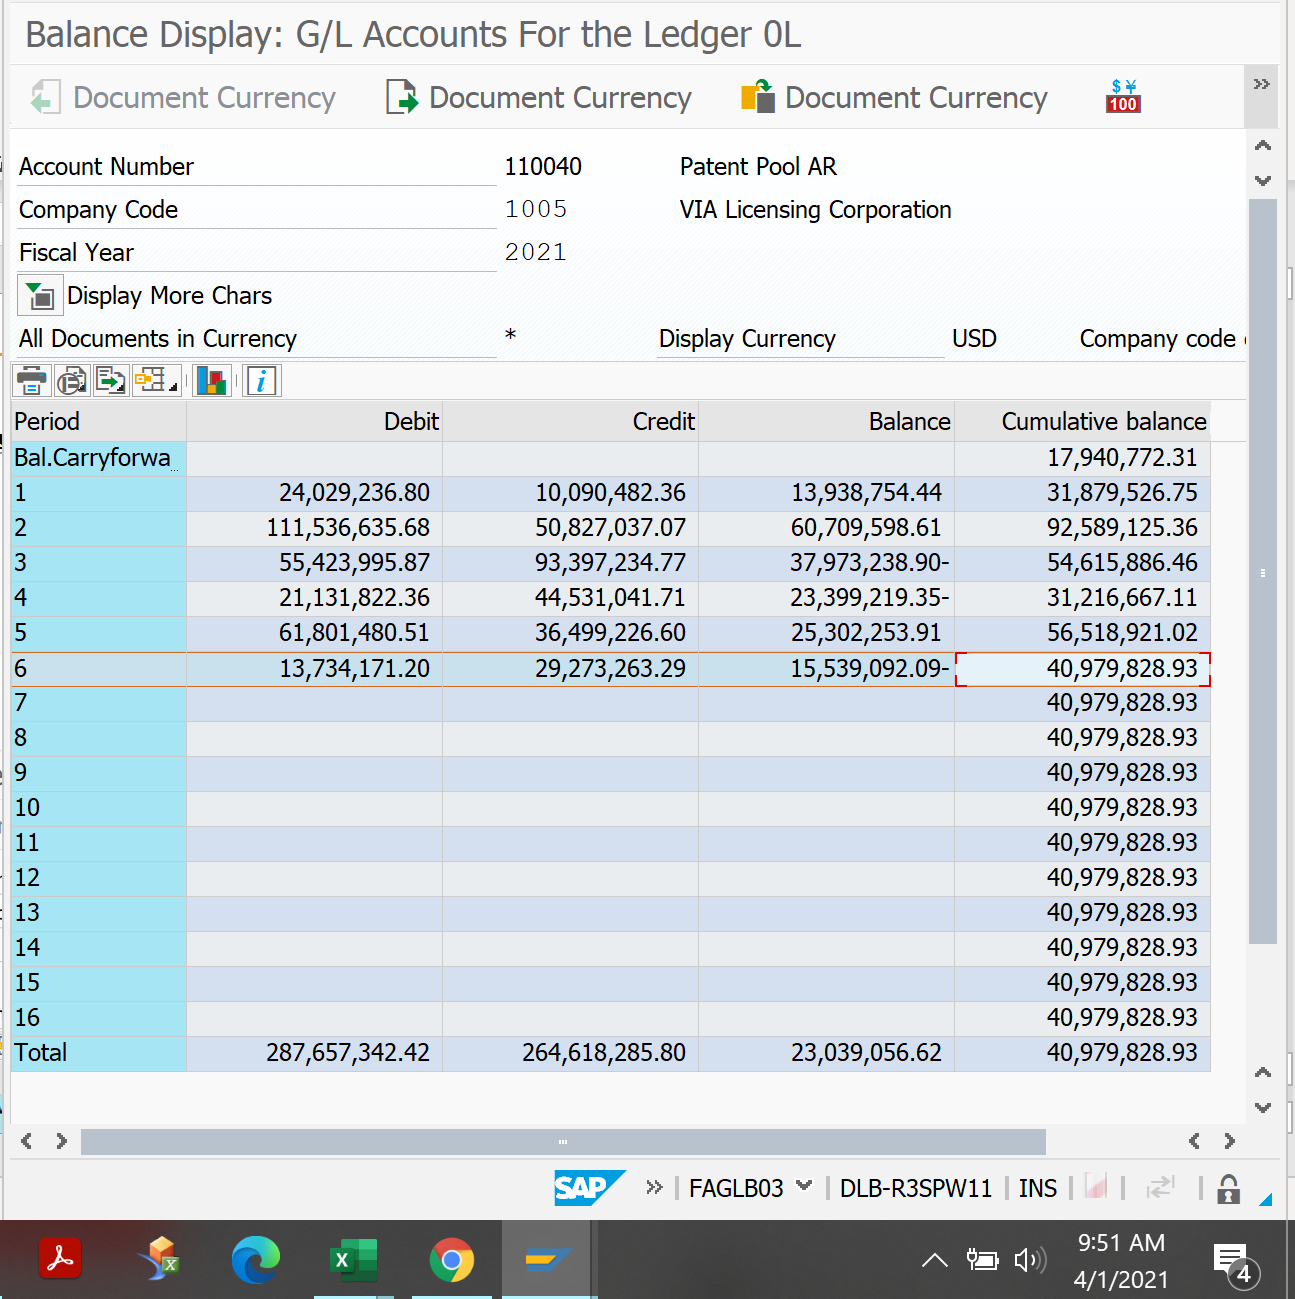 Balance Display: G/L Accounts For the Ledger 0L
Document Currency Document Currency Document Currency $ ¥ 100
Account Number 110040 Patent Pool AR
Company Code 1005 VIA Licensing Corporation
Fiscal Year 2021
Display More Chars
All Documents in Currency * Display Currency USD Company code
Period Debit Credit Balance Cumulative balance
Bal.Carryforwa... 17,940,772.31
1 24,029,236.80 10,090,482.36 13,938,754.44 31,879,526.75
2 111,536,635.68 50,827,037.07 60,709,598.61 92,589,125.36
3 55,423,995.87 93,397,234.77 37,973,238.90- 54,615,886.46
4 21,131,822.36 44,531,041.71 23,399,219.35- 31,216,667.11
5 61,801,480.51 36,499,226.60 25,302,253.91 56,518,921.02
6 13,734,171.20 29,273,263.29 15,539,092.09- 40,979,828.93
7 40,979,828.93
8 40,979,828.93
9 40,979,828.93
10 40,979,828.93
11 40,979,828.93
12 40,979,828.93
13 40,979,828.93
14 40,979,828.93
15 40,979,828.93
16 40,979,828.93
Total 287,657,342.42 264,618,285.80 23,039,056.62 40,979,828.93
SAP FAGLB03 DLB-R3SPW11 INS
9:51 AM
4/1/2021
4